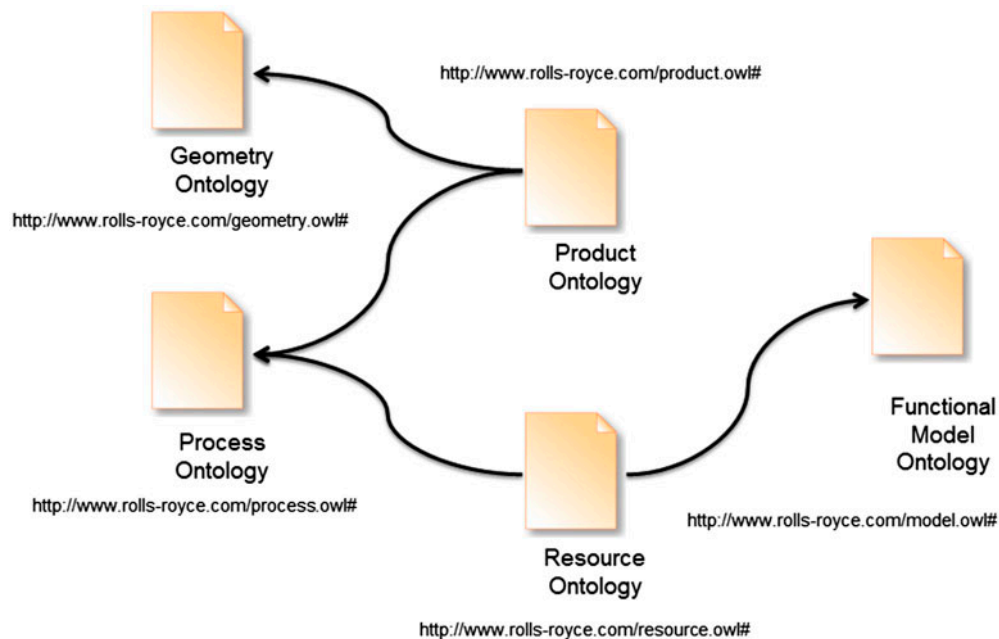 http://www.rolls-royce.com/product.owl#
Geometry
Ontology
http://www.rolls-royce.com/geometry.owl#
Product
Ontology
Process
Ontology
http://www.rolls-royce.com/process.owl#
Functional
Model
Ontology
http://www.rolls-royce.com/model.owl#
Resource
Ontology
http://www.rolls-royce.com/resource.owl#